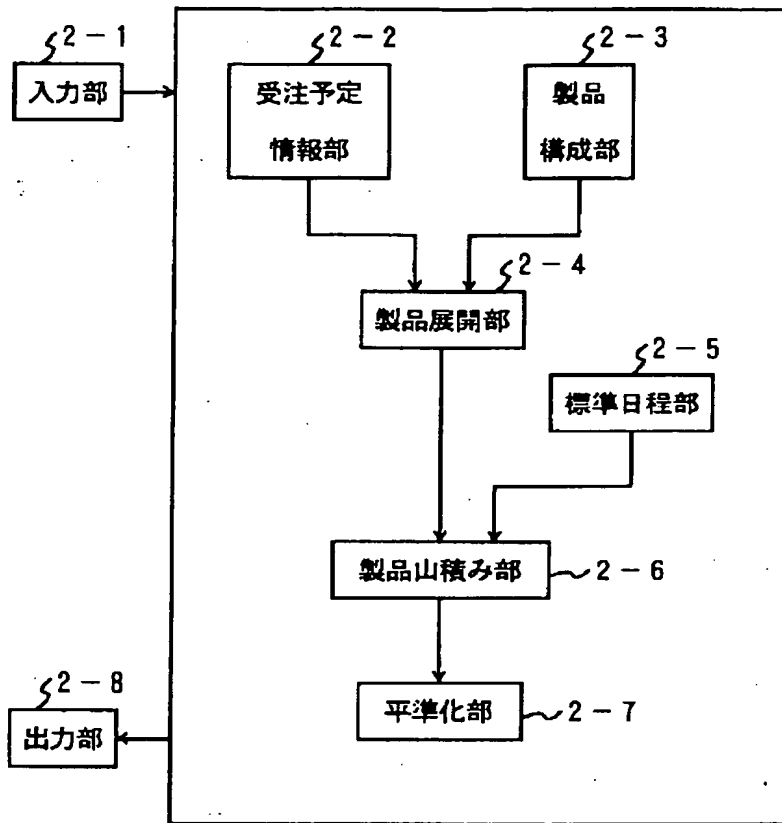 2-1
入力部
2-2
受注予定
情報部
2-3
製品
構成部
2-4
製品展開部
2-5
標準日程部
製品山積み部
2-6
平準化部
2-7
2-8
出力部